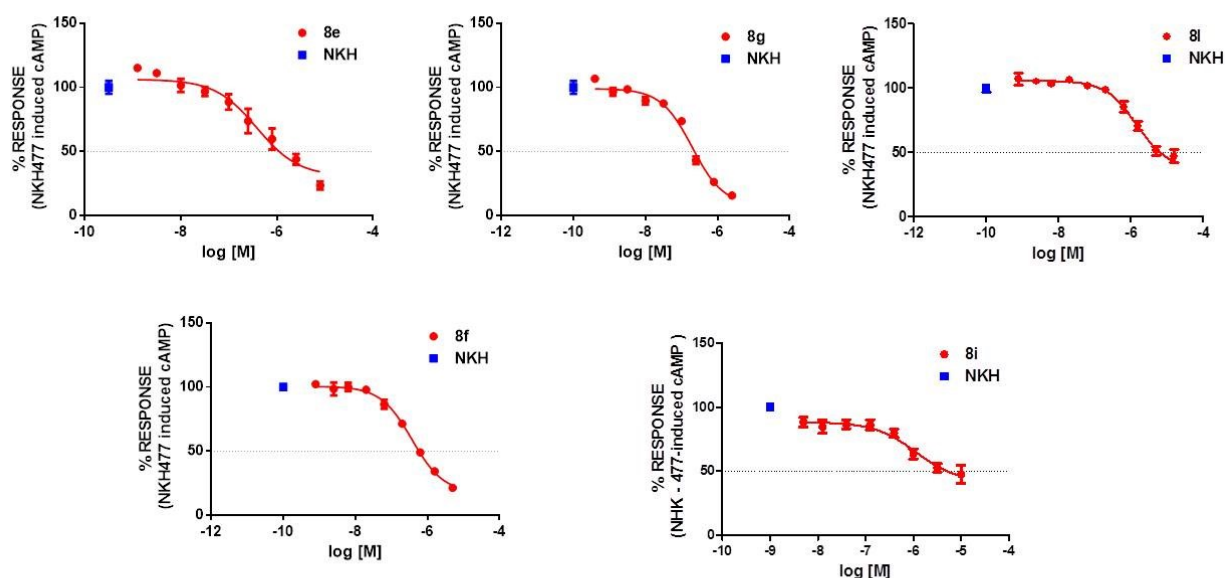 % RESPONSE
(NKH477 induced cAMP)
150
100
50
0
-10
-8
-6
-4
log [M]
8e
NKH
% RESPONSE
(NKH477 induced cAMP)
150
100
50
0
-12
-10
-8
-6
-4
log [M]
8g
NKH
% RESPONSE
(NKH477 induced cAMP)
150
100
50
0
-12
-10
-8
-6
-4
-2
log [M]
8l
NKH
% RESPONSE
(NKH477 induced cAMP)
150
100
50
0
-12
-10
-8
-6
-4
log [M]
8f
NKH
% RESPONSE
(NHK - 477-induced cAMP )
150
100
50
0
-10
-9
-8
-7
-6
-5
-4
log [M]
8i
NKH